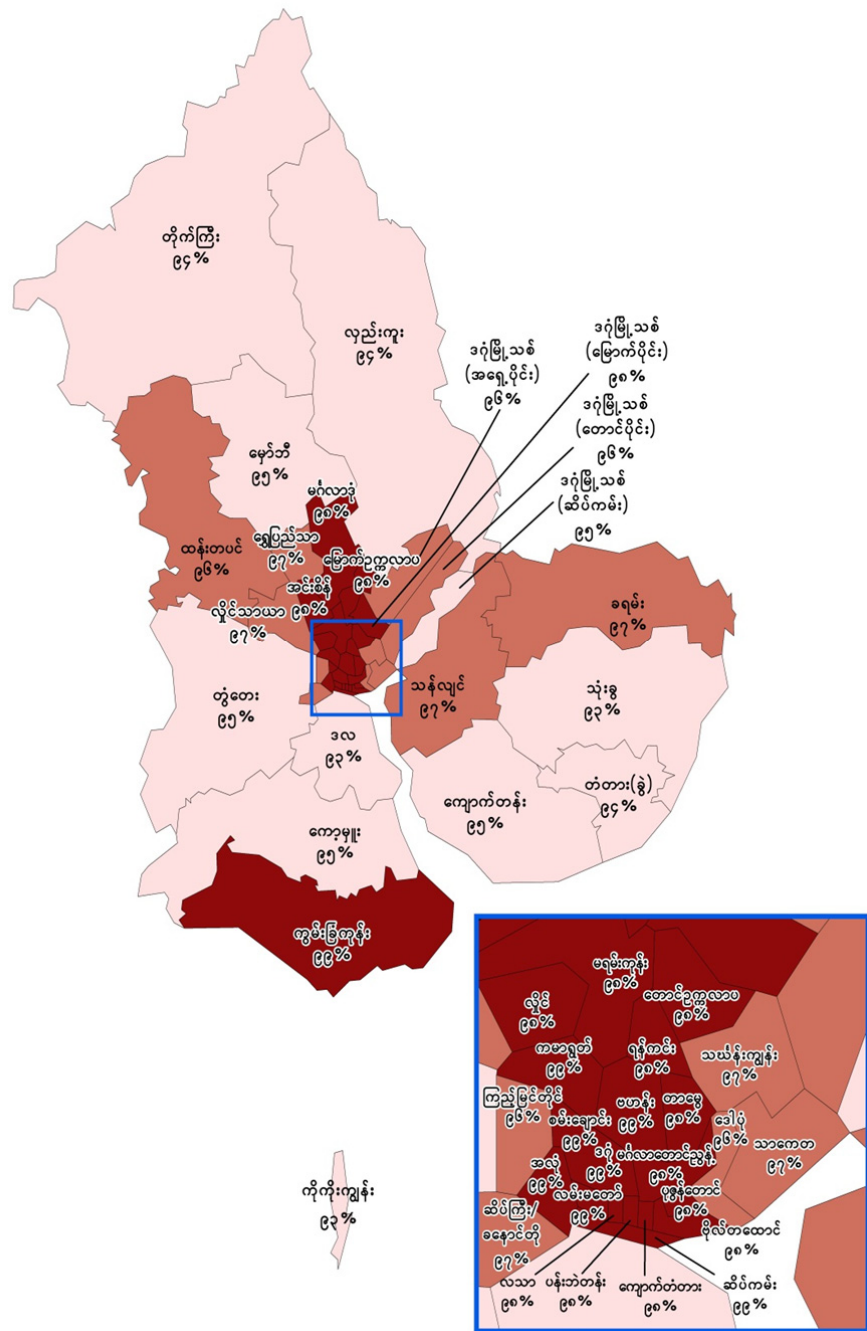 တိုက်ကြီး
၉၄%
လှည်းကူး
၉၄%
ဒဂုံမြို့သစ်
(မြောက်ပိုင်း)
၉၈%
ဒဂုံမြို့သစ်
(အရှေ့ပိုင်း)
၉၆%
ဒဂုံမြို့သစ်
(တောင်ပိုင်း)
၉၆%
ဒဂုံမြို့သစ်
(ဆိပ်ကမ်း)
၉၅%
မှော်ဘီ
၉၅%
မင်္ဂလာဒုံ
၉၈%
ရွှေပြည်သာ
၉၇%
ထန်းတပင်
၉၆%
မြောက်ဥက္ကလာပ
၉၈%
အင်းစိန်
၉၈%
လှိုင်သာယာ
၉၇%
ခရမ်း
၉၇%
တွံတေး
၉၅%
သန်လျင်
၉၇%
သုံးခွ
၉၃%
ဒလ
၉၃%
တံတား(ခွဲ)
၉၄%
ကျောက်တန်း
၉၅%
ကော့မှူး
၉၅%
ကွမ်းခြံကုန်း
၉၉%
ကိုကိုးကျွန်း
၉၃%
မရမ်းကုန်း
၉၈%
လှိုင်
၉၈%
တောင်ဥက္ကလာပ
၉၈%
ကမာရွတ်
၉၉%
ရန်ကင်း
၉၈%
သင်္ဃန်းကျွန်း
၉၇%
ကြည့်မြင်တိုင်
၉၆%
စမ်းချောင်း
၉၉%
ဗဟန်း
၉၉%
တာမွေ
၉၈%
ဒေါပုံ
၉၆%
သာကေတ
၉၇%
အလုံ
၉၉%
ဒဂုံ
၉၉%
မင်္ဂလာတောင်ညွန့်
၉၈%
လမ်းမတော်
၉၉%
ပုဇွန်တောင်
၉၈%
ဆိပ်ကြီး/
ခနောင်တို
၉၇%
ဗိုလ်တထောင်
၉၈%
လသာ
၉၈%
ပန်းဘဲတန်း
၉၈%
ကျောက်တံတား
၉၈%
ဆိပ်ကမ်း
၉၉%